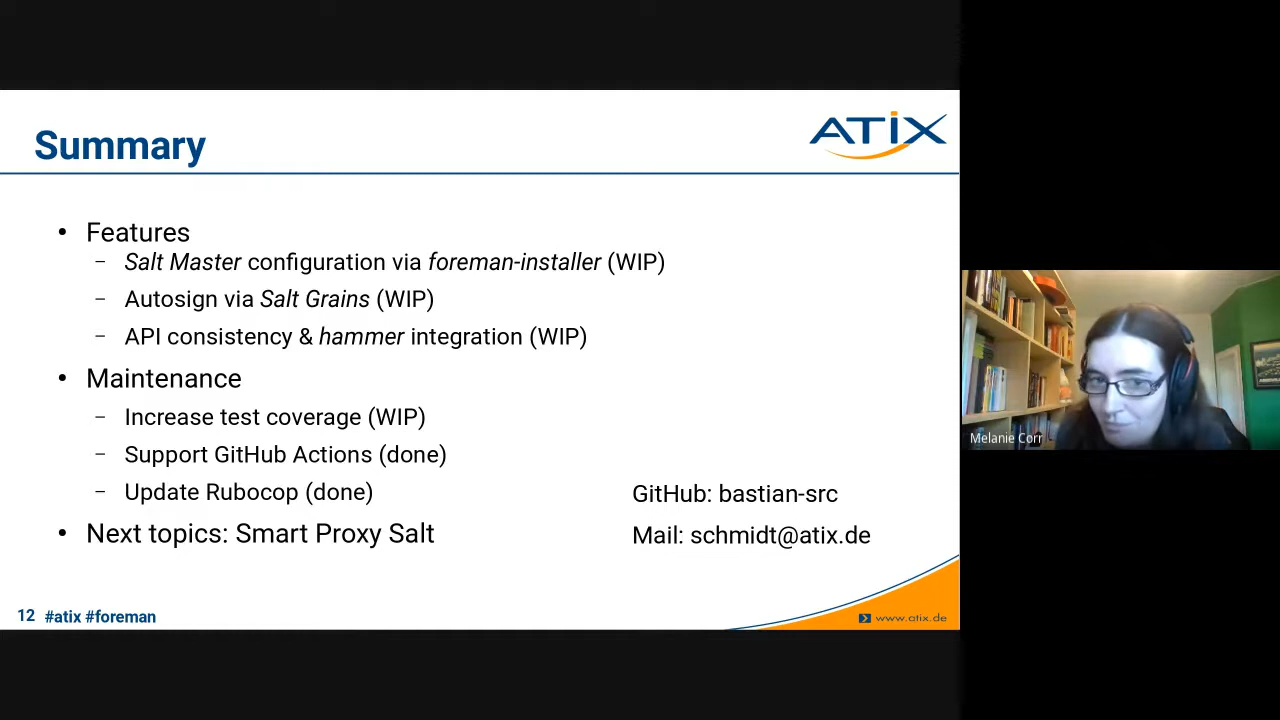 Summary
ATIX
• Features
– Salt Master configuration via foreman-installer (WIP)
– Autosign via Salt Grains (WIP)
– API consistency & hammer integration (WIP)
• Maintenance
– Increase test coverage (WIP)
– Support GitHub Actions (done)
– Update Rubocop (done)
• Next topics: Smart Proxy Salt
GitHub: bastian-src
Mail: schmidt@atix.de
12 #atix #foreman
www.atix.de
Melanie Corr